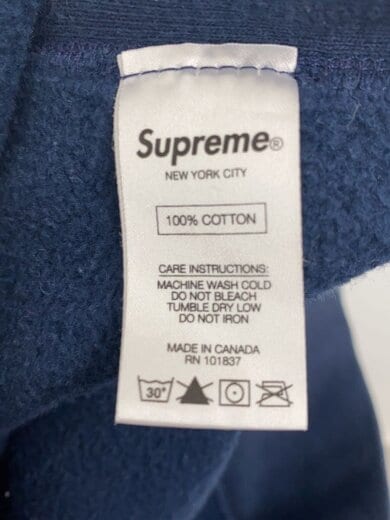 Supreme®
NEW YORK CITY
100% COTTON
CARE INSTRUCTIONS:
MACHINE WASH COLD
DO NOT BLEACH
TUMBLE DRY LOW
DO NOT IRON
MADE IN CANADA
RN 101837
30°